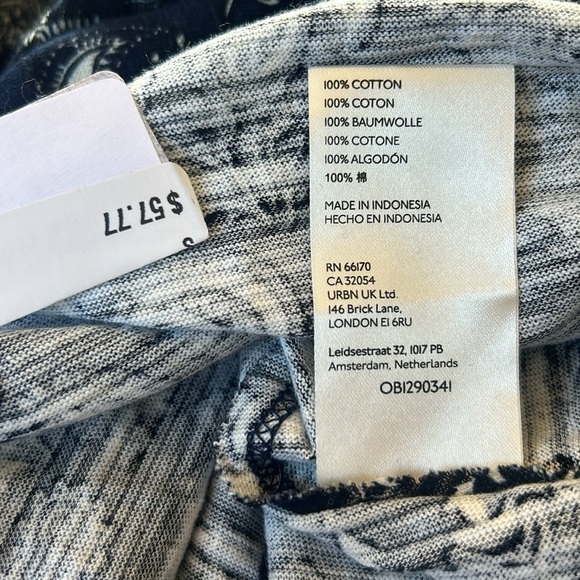 100% COTTON
100% COTON
100% BAUMWOLLE
100% COTONE
100% ALGODÓN
100% 棉
MADE IN INDONESIA
HECHO EN INDONESIA
RN 66170
CA 32054
URBN UK Ltd.
146 Brick Lane,
LONDON E1 6RU
Leidsestraat 32, 1017 PB
Amsterdam, Netherlands
OB1290341
$57.77